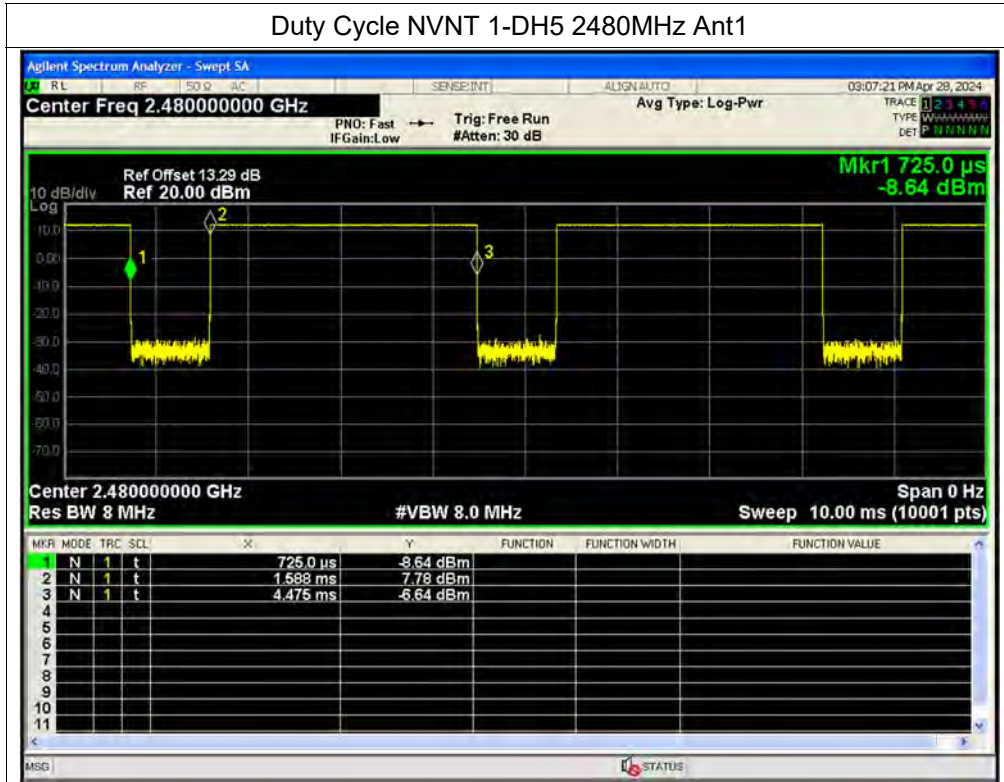 Duty Cycle NVNT 1-DH5 2480MHz Ant1
Agilent Spectrum Analyzer - Swept SA
RL RF 50 Ω AC SENSE:INT ALIGN AUTO 03:07:21 PM Apr 28, 2024
Center Freq 2.480000000 GHz Avg Type: Log-Pwr TRACE 1 2 3 4 5 6
PNO: Fast Trig: Free Run TYPE W
IFGain:Low #Atten: 30 dB DET P N N N N N
Mkr1 725.0 µs
Ref Offset 13.29 dB
10 dB/div Ref 20.00 dBm -8.64 dBm
Log
2
10.0
1
3
0.00
-10.0
-20.0
-30.0
-40.0
-50.0
-60.0
-70.0
Center 2.480000000 GHz Span 0 Hz
Res BW 8 MHz #VBW 8.0 MHz Sweep 10.00 ms (10001 pts)
MKR MODE TRC SCL X Y FUNCTION FUNCTION WIDTH FUNCTION VALUE
1 N 1 t 725.0 µs -8.64 dBm
2 N 1 t 1.588 ms 7.78 dBm
3 N 1 t 4.475 ms -6.64 dBm
4
5
6
7
8
9
10
11
MSG STATUS